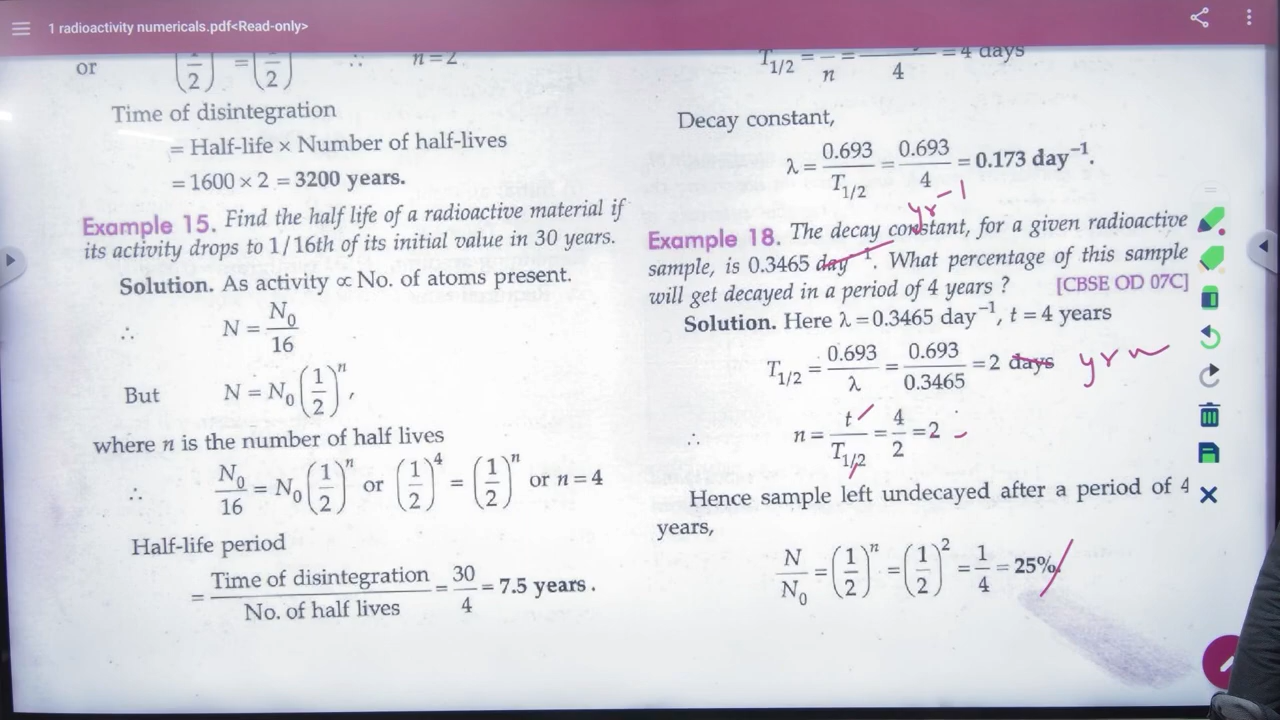 1 radioactivity numericals.pdf<Read-only>
or (1/2) = (1/2) ∴ n = 2
Time of disintegration
= Half-life × Number of half-lives
= 1600 × 2 = 3200 years.
Example 15. Find the half life of a radioactive material if
its activity drops to 1/16th of its initial value in 30 years.
Solution. As activity ∝ No. of atoms present.
∴ N = N₀/16
But N = N₀ (1/2)ⁿ,
where n is the number of half lives
∴ N₀/16 = N₀ (1/2)ⁿ or (1/2)⁴ = (1/2)ⁿ or n = 4
Half-life period
= Time of disintegration / No. of half lives = 30/4 = 7.5 years.
T₁/₂ = /n = /4 = 4 days
Decay constant,
λ = 0.693/T₁/₂ = 0.693/4 = 0.173 day⁻¹.
yr⁻¹
Example 18. The decay constant, for a given radioactive
sample, is 0.3465 day⁻¹. What percentage of this sample
will get decayed in a period of 4 years ? [CBSE OD 07C]
Solution. Here λ = 0.3465 day⁻¹, t = 4 years
T₁/₂ = 0.693/λ = 0.693/0.3465 = 2 days
∴ n = t/T₁/₂ = 4/2 = 2
Hence sample left undecayed after a period of 4
years,
N/N₀ = (1/2)ⁿ = (1/2)² = 1/4 = 25%